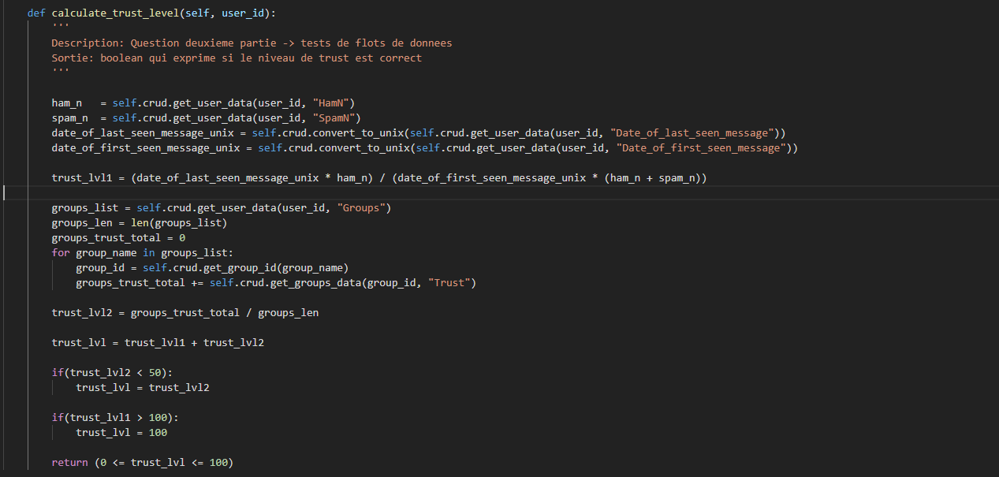 def calculate_trust_level(self, user_id):
'''
Description: Question deuxieme partie -> tests de flots de donnees
Sortie: boolean qui exprime si le niveau de trust est correct
'''
ham_n   = self.crud.get_user_data(user_id, "HamN")
spam_n  = self.crud.get_user_data(user_id, "SpamN")
date_of_last_seen_message_unix = self.crud.convert_to_unix(self.crud.get_user_data(user_id, "Date_of_last_seen_message"))
date_of_first_seen_message_unix = self.crud.convert_to_unix(self.crud.get_user_data(user_id, "Date_of_first_seen_message"))
trust_lvl1 = (date_of_last_seen_message_unix * ham_n) / (date_of_first_seen_message_unix * (ham_n + spam_n))
groups_list = self.crud.get_user_data(user_id, "Groups")
groups_len = len(groups_list)
groups_trust_total = 0
for group_name in groups_list:
    group_id = self.crud.get_group_id(group_name)
    groups_trust_total += self.crud.get_groups_data(group_id, "Trust")
trust_lvl2 = groups_trust_total / groups_len
trust_lvl = trust_lvl1 + trust_lvl2
if(trust_lvl2 < 50):
    trust_lvl = trust_lvl2
if(trust_lvl1 > 100):
    trust_lvl = 100
return (0 <= trust_lvl <= 100)